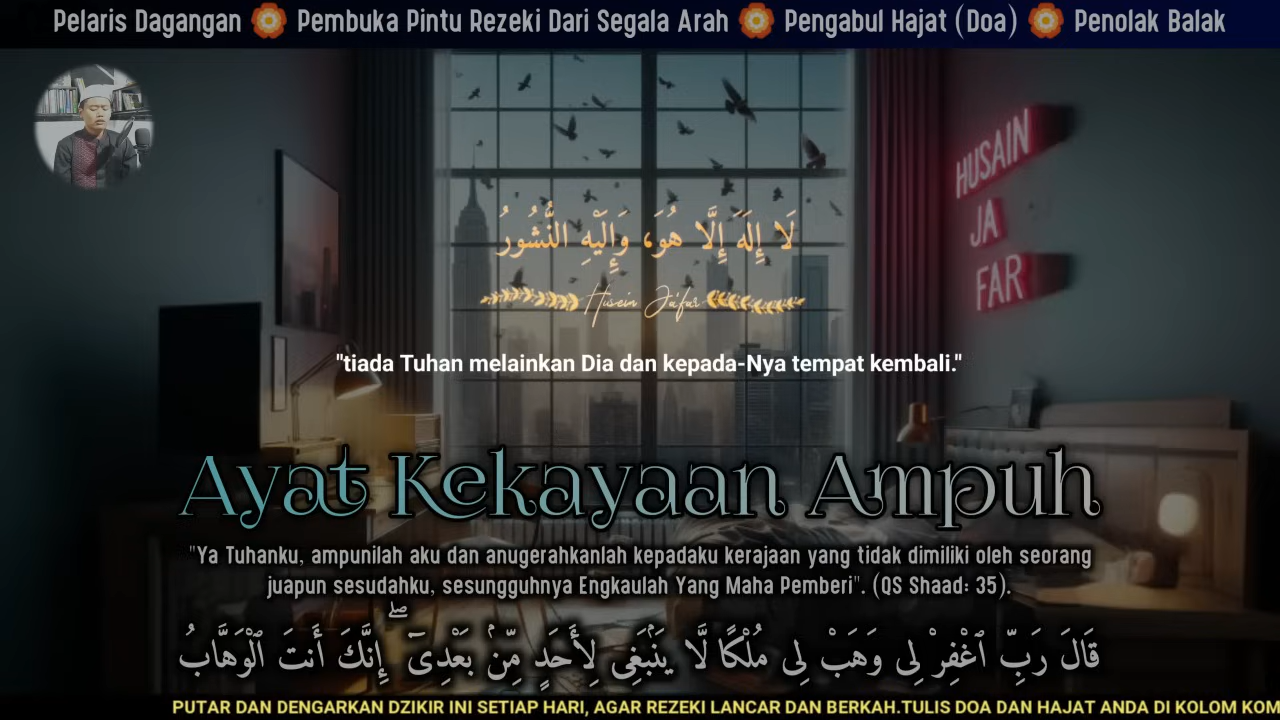 Pelaris Dagangan 🏵️ Pembuka Pintu Rezeki Dari Segala Arah 🏵️ Pengabul Hajat (Doa) 🏵️ Penolak Balak
HUSAIN
JA
FAR
لَا إِلَهَ إِلَّا هُوَ، وَإِلَيْهِ النُّشُورُ
Husein Ja'far
"tiada Tuhan melainkan Dia dan kepada-Nya tempat kembali."
Ayat Kekayaan Ampuh
"Ya Tuhanku, ampunilah aku dan anugerahkanlah kepadaku kerajaan yang tidak dimiliki oleh seorang
juapun sesudahku, sesungguhnya Engkaulah Yang Maha Pemberi". (QS Shaad: 35).
قَالَ رَبِّ ٱغْفِرْ لِى وَهَبْ لِى مُلْكًا لَّا يَنۢبَغِى لِأَحَدٍ مِّنۢ بَعْدِىٓ ۖ إِنَّكَ أَنتَ ٱلْوَهَّابُ
PUTAR DAN DENGARKAN DZIKIR INI SETIAP HARI, AGAR REZEKI LANCAR DAN BERKAH.TULIS DOA DAN HAJAT ANDA DI KOLOM KOM